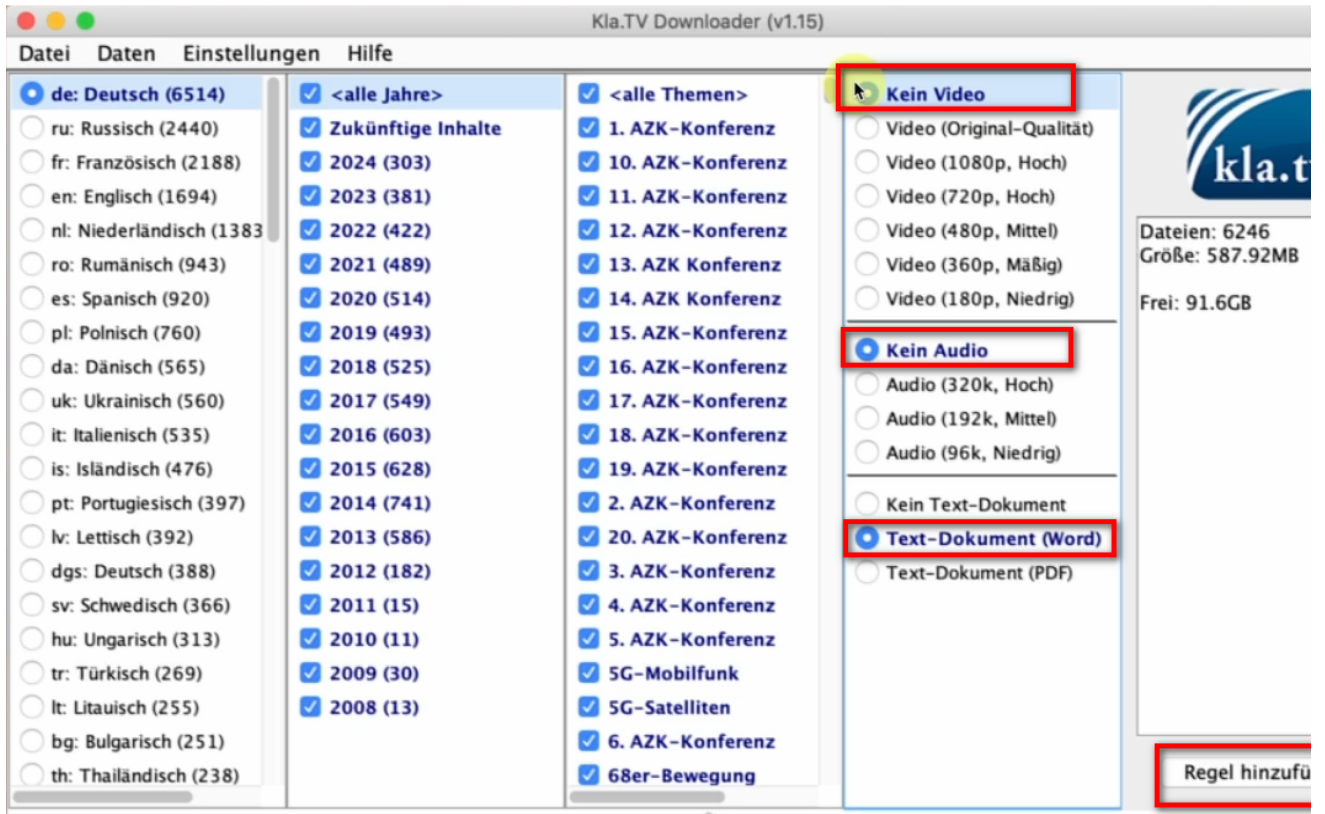 Kla.TV Downloader (v1.15)
Datei Daten Einstellungen Hilfe
de: Deutsch (6514)
ru: Russisch (2440)
fr: Französisch (2188)
en: Englisch (1694)
nl: Niederländisch (1383
ro: Rumänisch (943)
es: Spanisch (920)
pl: Polnisch (760)
da: Dänisch (565)
uk: Ukrainisch (560)
it: Italienisch (535)
is: Isländisch (476)
pt: Portugiesisch (397)
lv: Lettisch (392)
dgs: Deutsch (388)
sv: Schwedisch (366)
hu: Ungarisch (313)
tr: Türkisch (269)
lt: Litauisch (255)
bg: Bulgarisch (251)
th: Thailändisch (238)
<alle Jahre>
Zukünftige Inhalte
2024 (303)
2023 (381)
2022 (422)
2021 (489)
2020 (514)
2019 (493)
2018 (525)
2017 (549)
2016 (603)
2015 (628)
2014 (741)
2013 (586)
2012 (182)
2011 (15)
2010 (11)
2009 (30)
2008 (13)
<alle Themen>
1. AZK-Konferenz
10. AZK-Konferenz
11. AZK-Konferenz
12. AZK-Konferenz
13. AZK Konferenz
14. AZK Konferenz
15. AZK-Konferenz
16. AZK-Konferenz
17. AZK-Konferenz
18. AZK-Konferenz
19. AZK-Konferenz
2. AZK-Konferenz
20. AZK-Konferenz
3. AZK-Konferenz
4. AZK-Konferenz
5. AZK-Konferenz
5G-Mobilfunk
5G-Satelliten
6. AZK-Konferenz
68er-Bewegung
Kein Video
Video (Original-Qualität)
Video (1080p, Hoch)
Video (720p, Hoch)
Video (480p, Mittel)
Video (360p, Mäßig)
Video (180p, Niedrig)
Kein Audio
Audio (320k, Hoch)
Audio (192k, Mittel)
Audio (96k, Niedrig)
Kein Text-Dokument
Text-Dokument (Word)
Text-Dokument (PDF)
kla.tv
Dateien: 6246
Größe: 587.92MB
Frei: 91.6GB
Regel hinzufü